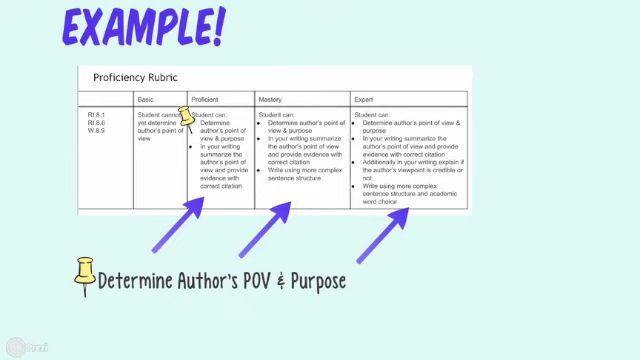 EXAMPLE!
Proficiency Rubric
Basic
Proficient
Mastery
Expert
RI.8.1
RI.8.6
W.8.9
Student cannot
yet determine
author's point of
view
Student can:
Determine
author's point of
view & purpose
In your writing
summarize the
author's point of
view and provide
evidence with
correct citation
Student can:
Determine author's point of
view & purpose
In your writing summarize
the author's point of view
and provide evidence with
correct citation
Write using more complex
sentence structure.
Student can:
Determine author's point of view &
purpose
In your writing summarize the
author's point of view and provide
evidence with correct citation
Additionally in your writing explain if
the author's viewpoint is credible or
not
Write using more complex
sentence structure and academic
word choice
Determine Author's POV & Purpose
Prezi